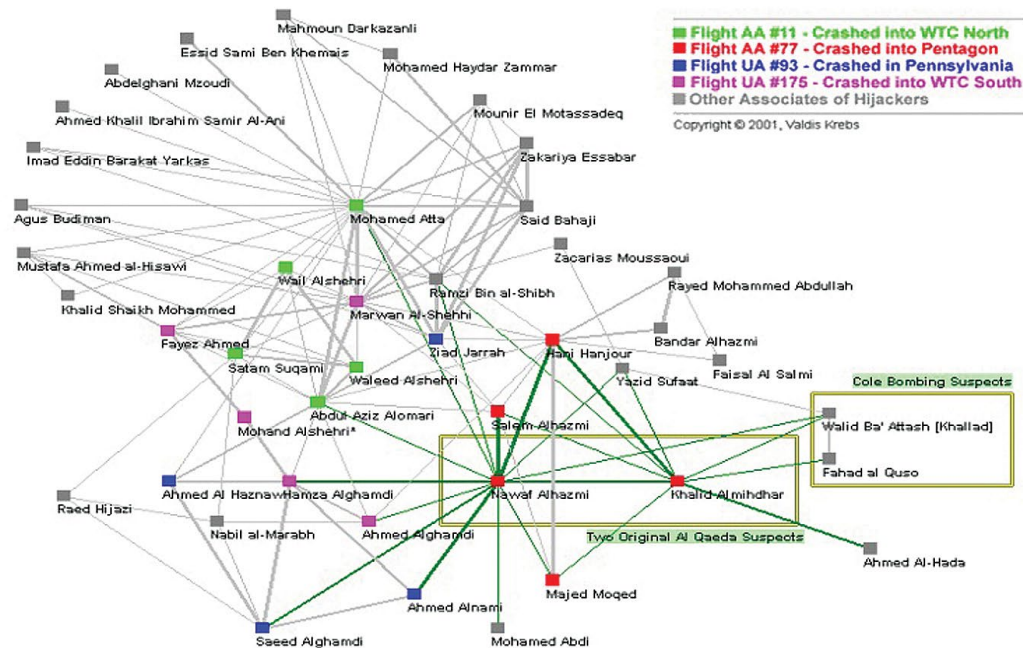 Mahmoun Darkazanli
Essid Sami Ben Khemais
Mohamed Haydar Zammar
Abdelghani Mzoudi
Mounir El Motassadeq
Ahmed Khalil Ibrahim Samir Al-Ani
Zakariya Essabar
Imad Eddin Barakat Yarkas
Agus Budiman
Mohamed Atta
Said Bahaji
Mustafa Ahmed al-Hisawi
Zacarias Moussaoui
Wail Alshehri
Ramzi Bin al-Shibh
Rayed Mohammed Abdullah
Khalid Shaikh Mohammed
Marwan Al-Shehhi
Fayez Ahmed
Ziad Jarrah
Hani Hanjour
Bandar Alhazmi
Satam Suqami
Waleed Alshehri
Yazid Sufaat
Faisal Al Salmi
Abdul Aziz Alomari
Mohand Alshehri*
Salem Alhazmi
Cole Bombing Suspects
Walid Ba' Attash [Khallad]
Fahad al Quso
Raed Hijazi
Ahmed Al Haznawi
Hamza Alghamdi
Nawaf Alhazmi
Khalid Almihdhar
Nabil al-Marabh
Ahmed Alghamdi
Two Original Al Qaeda Suspects
Ahmed Al-Hada
Majed Moqed
Ahmed Alnami
Saeed Alghamdi
Mohamed Abdi
Flight AA #11 - Crashed into WTC North
Flight AA #77 - Crashed into Pentagon
Flight UA #93 - Crashed in Pennsylvania
Flight UA #175 - Crashed into WTC South
Other Associates of Hijackers
Copyright © 2001, Valdis Krebs